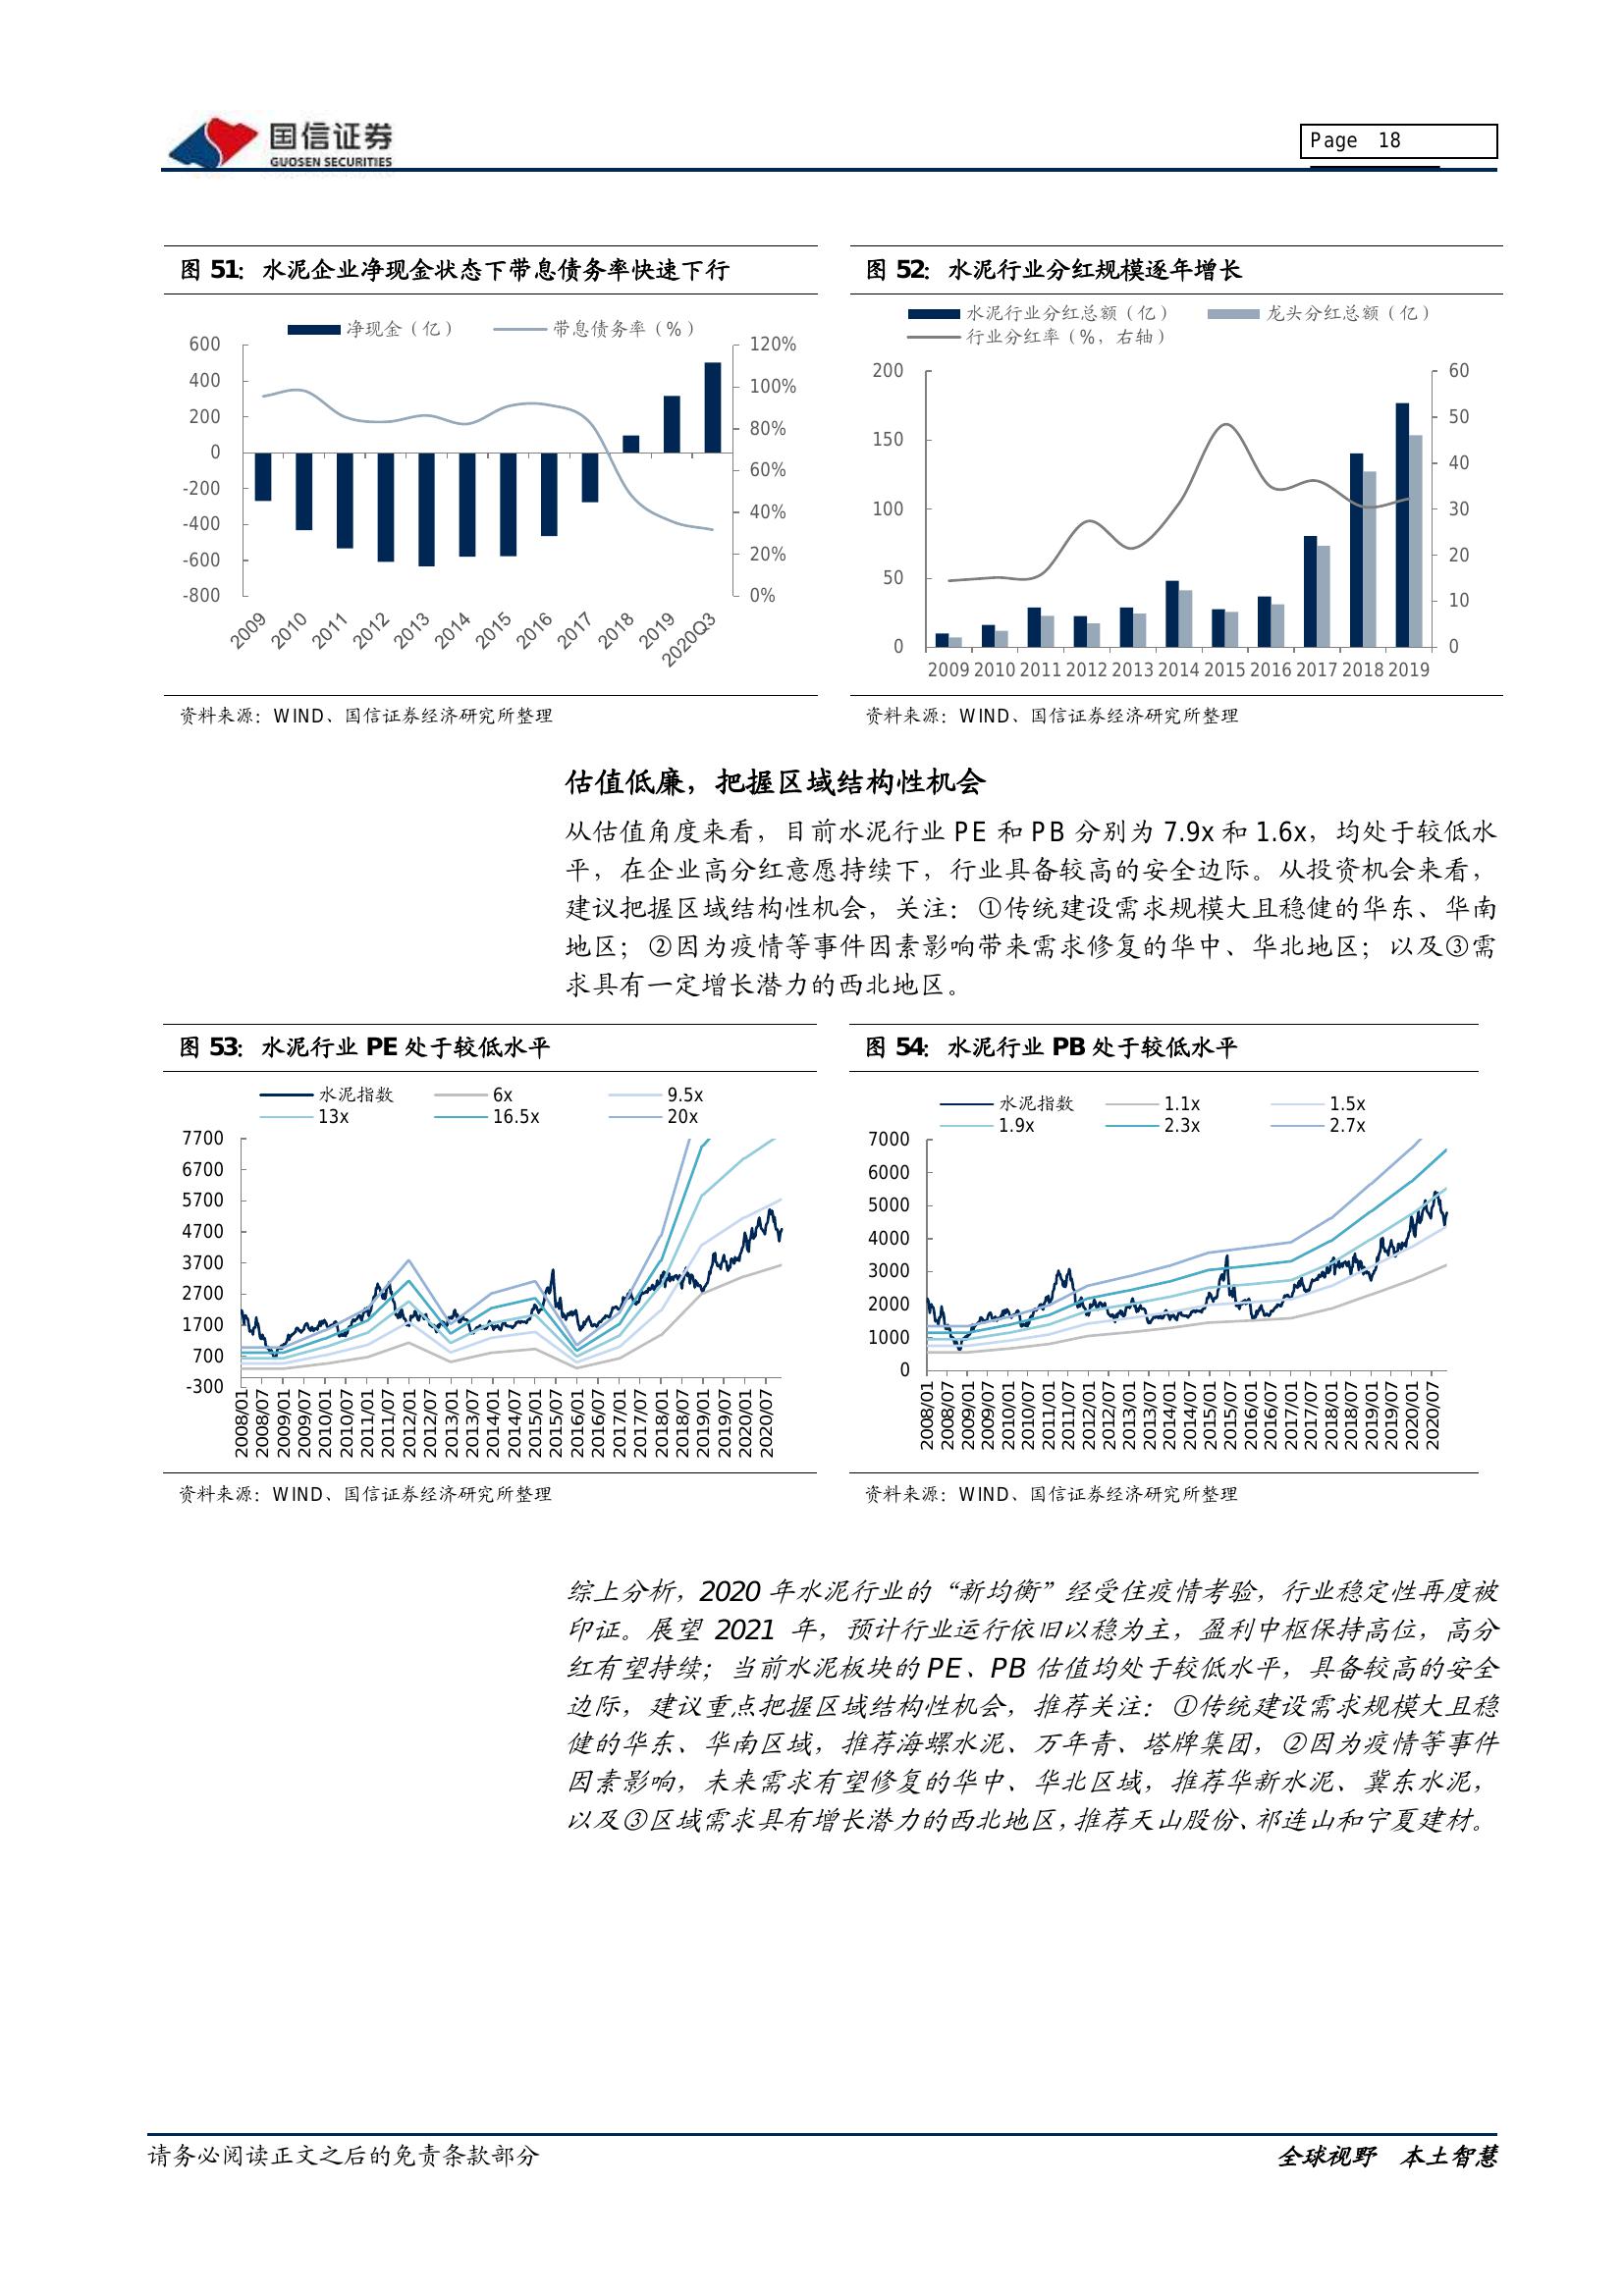 国信证券
GUOSEN SECURITIES
Page 18
图 51：水泥企业净现金状态下带息债务率快速下行
净现金（亿） 带息债务率（%）
600
400
200
0
-200
-400
-600
-800
120%
100%
80%
60%
40%
20%
0%
2009 2010 2011 2012 2013 2014 2015 2016 2017 2018 2019 2020Q3
资料来源：WIND、国信证券经济研究所整理
图 52：水泥行业分红规模逐年增长
水泥行业分红总额（亿） 龙头分红总额（亿）
行业分红率（%，右轴）
200
150
100
50
0
60
50
40
30
20
10
0
2009 2010 2011 2012 2013 2014 2015 2016 2017 2018 2019
资料来源：WIND、国信证券经济研究所整理
估值低廉，把握区域结构性机会
从估值角度来看，目前水泥行业 PE 和 PB 分别为 7.9x 和 1.6x，均处于较低水
平，在企业高分红意愿持续下，行业具备较高的安全边际。从投资机会来看，
建议把握区域结构性机会，关注：①传统建设需求规模大且稳健的华东、华南
地区；②因为疫情等事件因素影响带来需求修复的华中、华北地区；以及③需
求具有一定增长潜力的西北地区。
图 53：水泥行业 PE 处于较低水平
水泥指数 6x 9.5x
13x 16.5x 20x
7700
6700
5700
4700
3700
2700
1700
700
-300
2008/01 2008/07 2009/01 2009/07 2010/01 2010/07 2011/01 2011/07 2012/01 2012/07 2013/01 2013/07 2014/01 2014/07 2015/01 2015/07 2016/01 2016/07 2017/01 2017/07 2018/01 2018/07 2019/01 2019/07 2020/01 2020/07
资料来源：WIND、国信证券经济研究所整理
图 54：水泥行业 PB 处于较低水平
水泥指数 1.1x 1.5x
1.9x 2.3x 2.7x
7000
6000
5000
4000
3000
2000
1000
0
2008/01 2008/07 2009/01 2009/07 2010/01 2010/07 2011/01 2011/07 2012/01 2012/07 2013/01 2013/07 2014/01 2014/07 2015/01 2015/07 2016/01 2016/07 2017/01 2017/07 2018/01 2018/07 2019/01 2019/07 2020/01 2020/07
资料来源：WIND、国信证券经济研究所整理
综上分析，2020 年水泥行业的“新均衡”经受住疫情考验，行业稳定性再度被
印证。展望 2021 年，预计行业运行依旧以稳为主，盈利中枢保持高位，高分
红有望持续；当前水泥板块的 PE、PB 估值均处于较低水平，具备较高的安全
边际，建议重点把握区域结构性机会，推荐关注：①传统建设需求规模大且稳
健的华东、华南区域，推荐海螺水泥、万年青、塔牌集团，②因为疫情等事件
因素影响，未来需求有望修复的华中、华北区域，推荐华新水泥、冀东水泥，
以及③区域需求具有增长潜力的西北地区，推荐天山股份、祁连山和宁夏建材。
请务必阅读正文之后的免责条款部分
全球视野 本土智慧